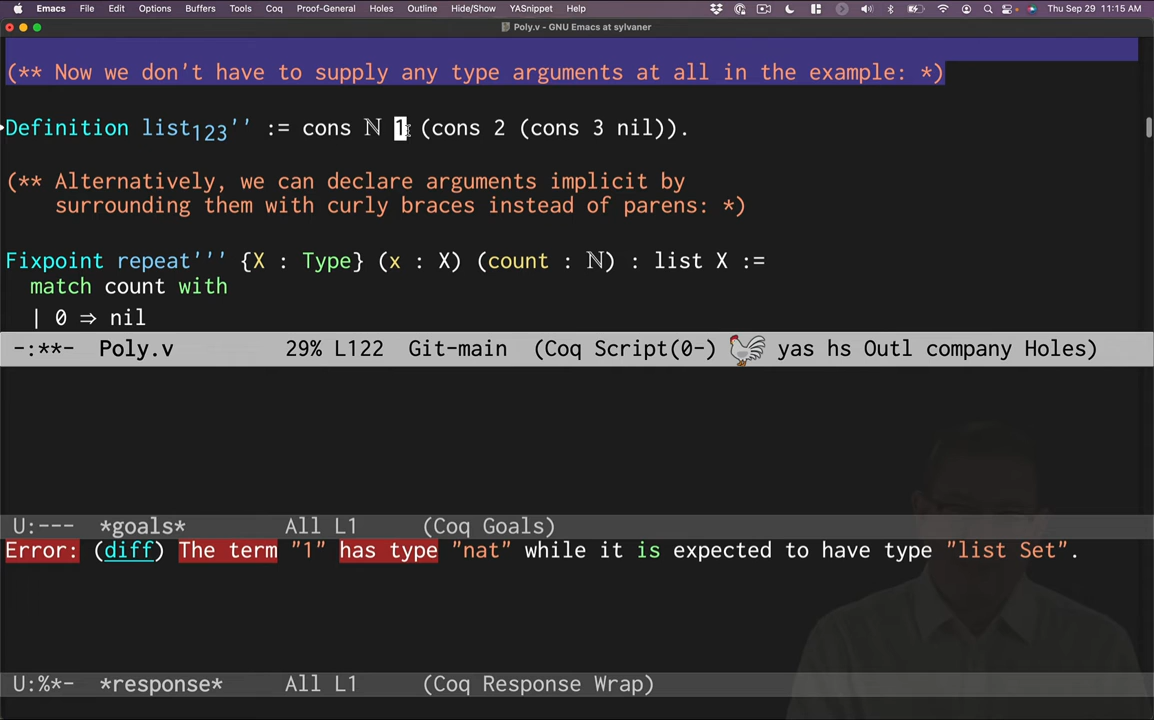 Emacs File Edit Options Buffers Tools Coq Proof-General Holes Outline Hide/Show YASnippet Help Thu Sep 29 11:15 AM
Poly.v - GNU Emacs at sylvaner
(** Now we don't have to supply any type arguments at all in the example: *)
Definition list₁₂₃'' := cons ℕ 1 (cons 2 (cons 3 nil)).
(** Alternatively, we can declare arguments implicit by
surrounding them with curly braces instead of parens: *)
Fixpoint repeat''' {X : Type} (x : X) (count : ℕ) : list X :=
match count with
| 0 ⇒ nil
-:**- Poly.v 29% L122 Git-main (Coq Script(0-) yas hs Outl company Holes)
U:--- *goals* All L1 (Coq Goals)
Error: (diff) The term "1" has type "nat" while it is expected to have type "list Set".
U:%*- *response* All L1 (Coq Response Wrap)